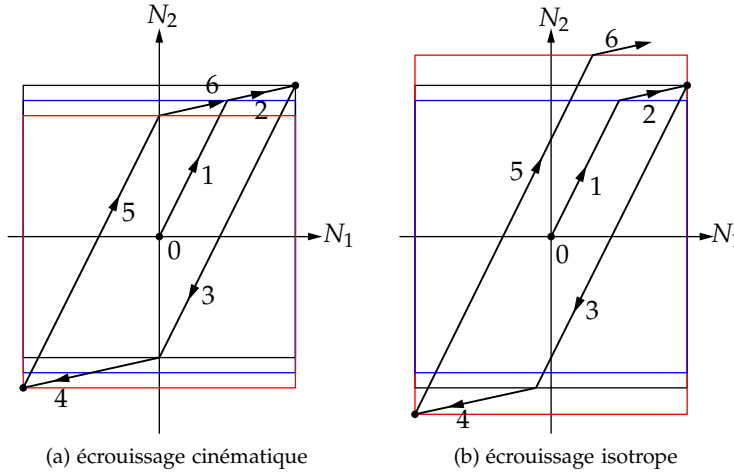 N₂
6
2
1
5
N₁
0
3
4
(a) écrouissage cinématique
N₂
6
2
5
1
N₁
0
3
4
(b) écrouissage isotrope